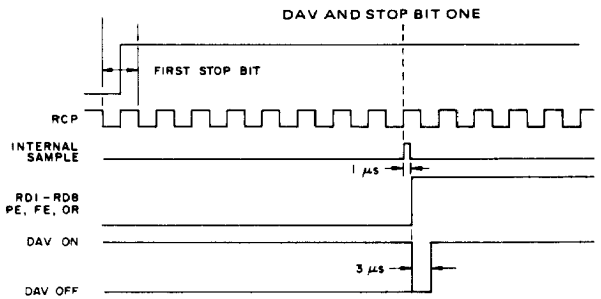 DAV AND STOP BIT ONE
FIRST STOP BIT
RCP
INTERNAL
SAMPLE
1 μs
RD1-RD8
PE, FE, OR
DAV ON
3 μs
DAV OFF